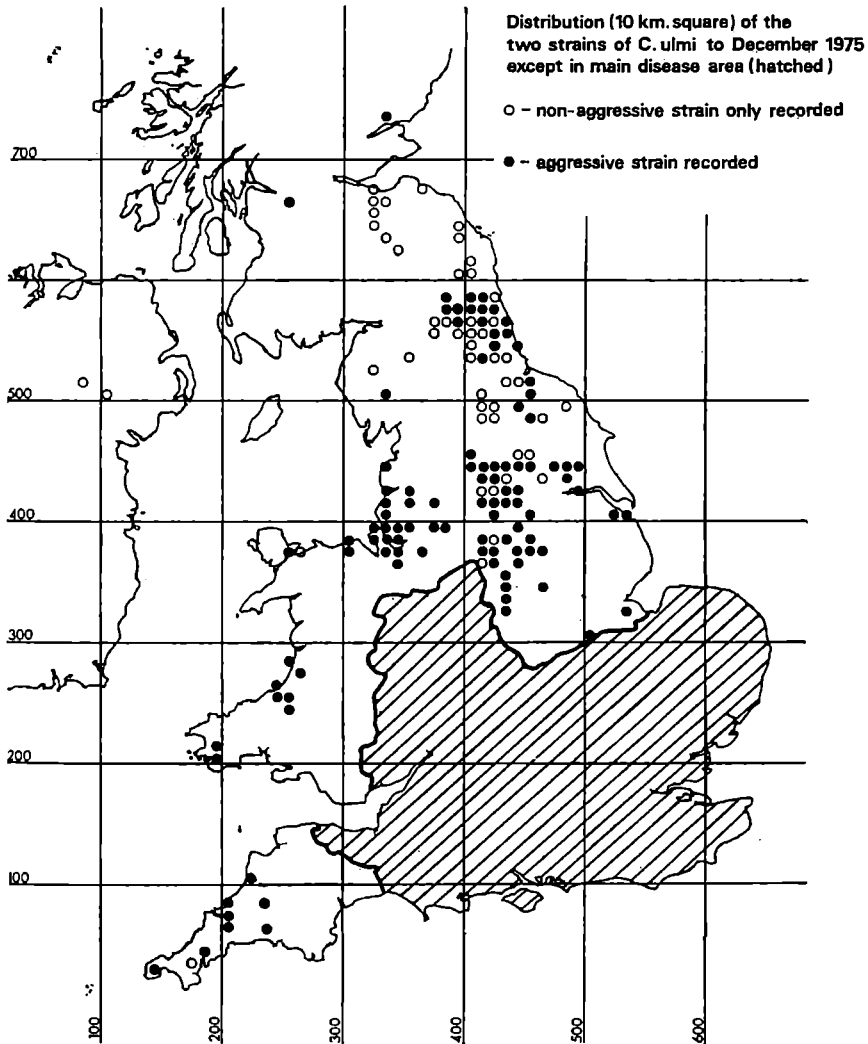 Distribution (10 km. square) of the
two strains of C. ulmi to December 1975
except in main disease area (hatched)
O - non-aggressive strain only recorded
● - aggressive strain recorded
700
500
400
300
200
100
100
200
300
400
500
600